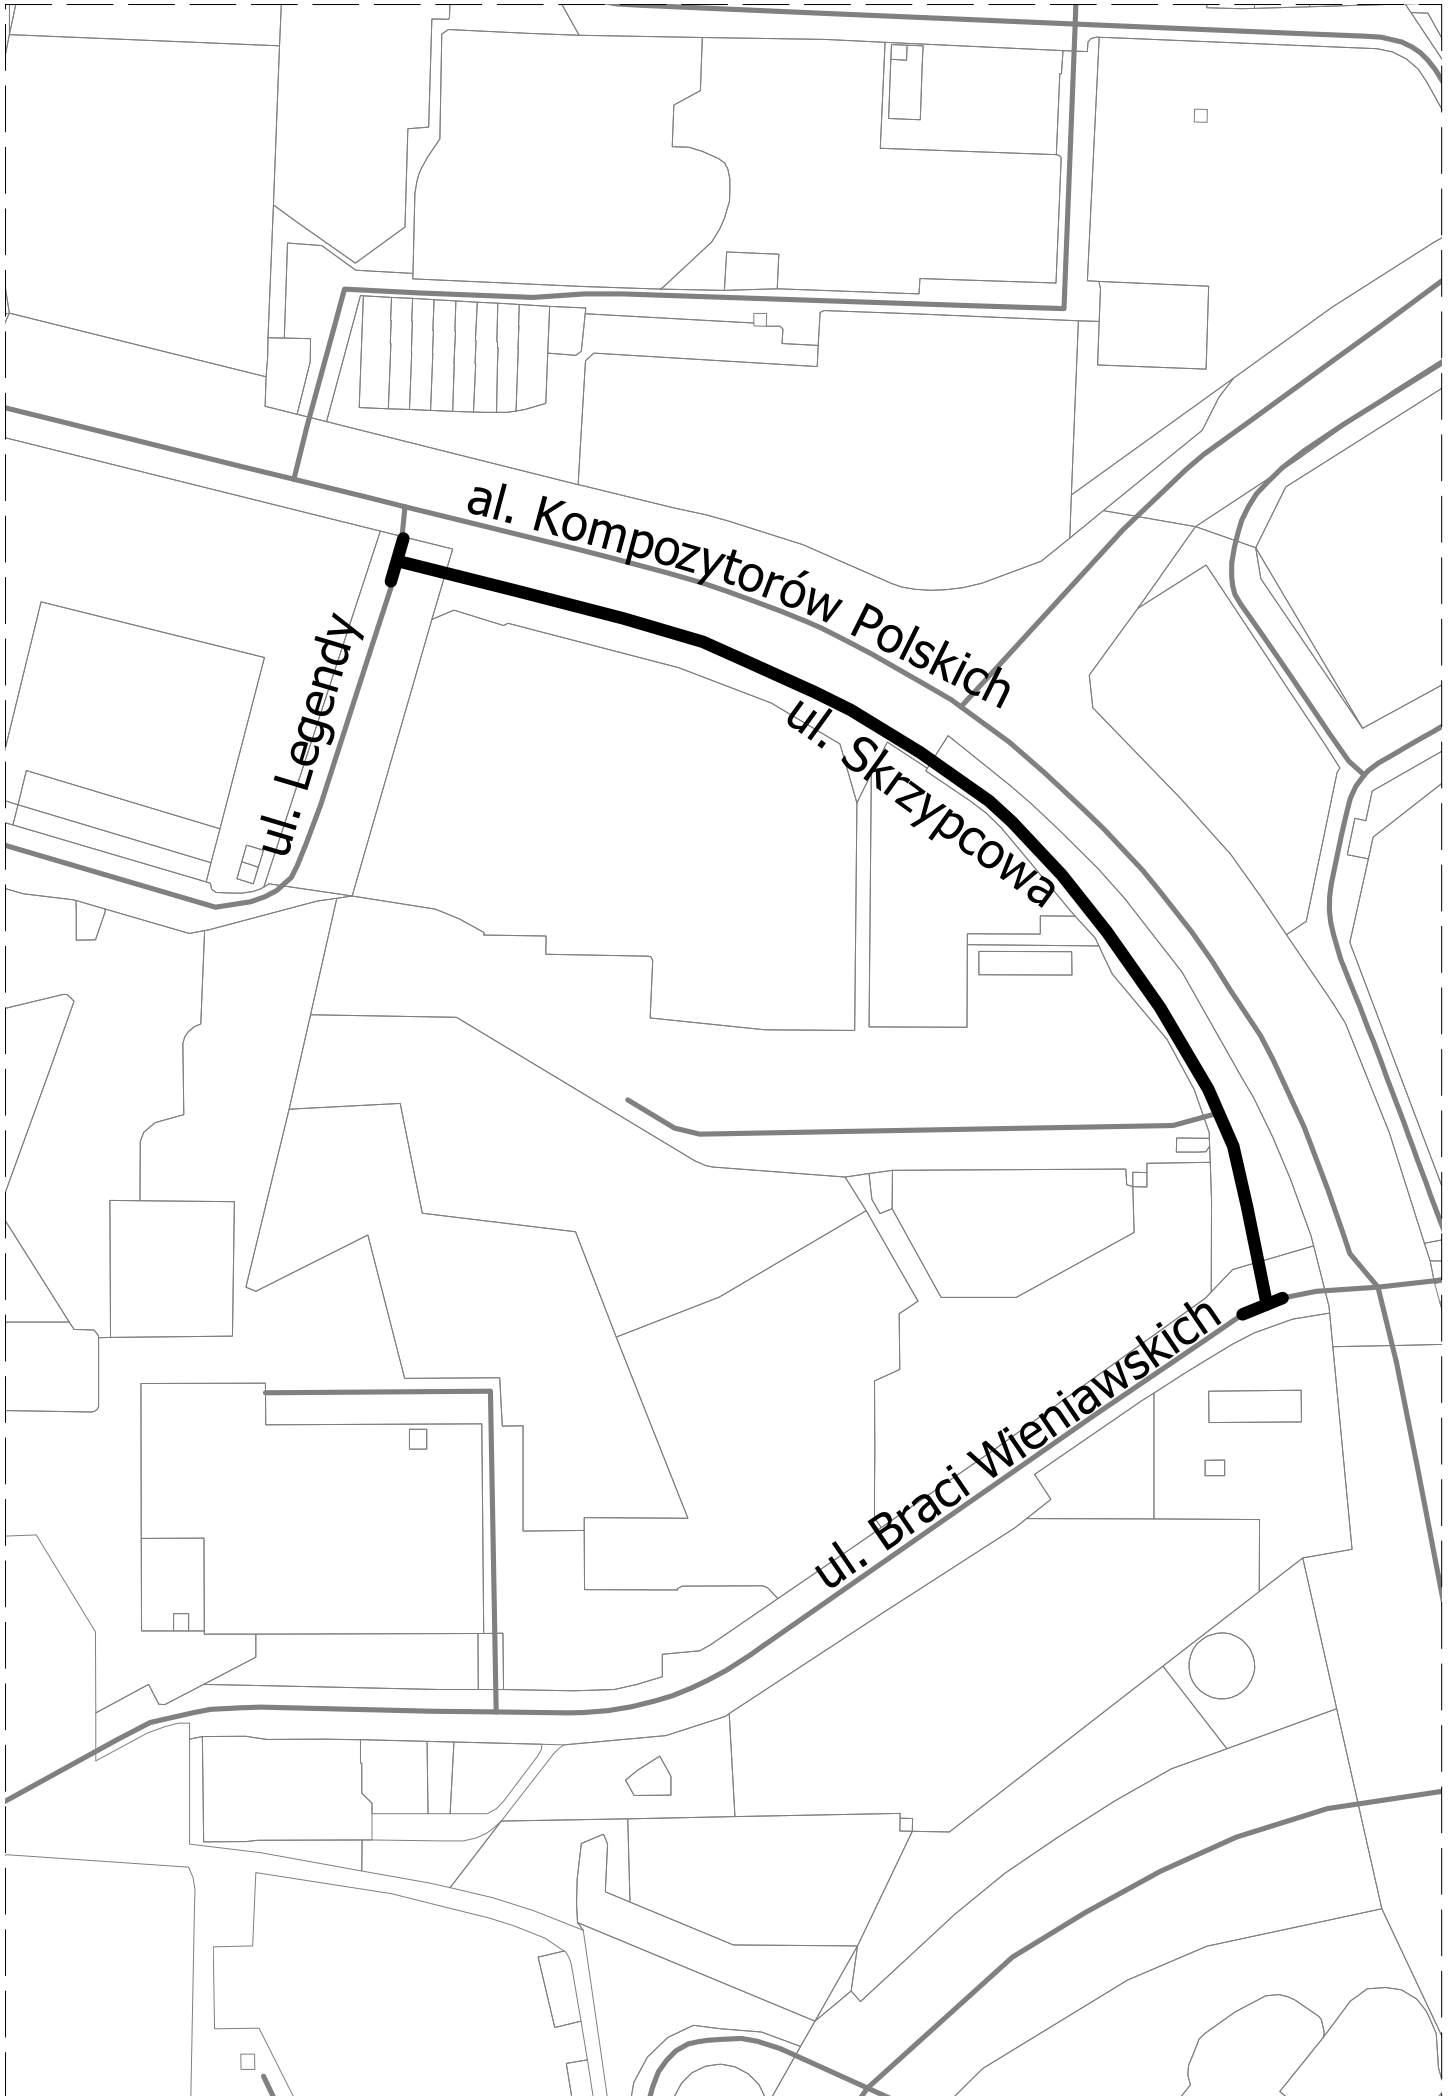 al. Kompozytorów Polskich
ul. Legendy
ul. Skrzypcowa
ul. Braci Wieniawskich